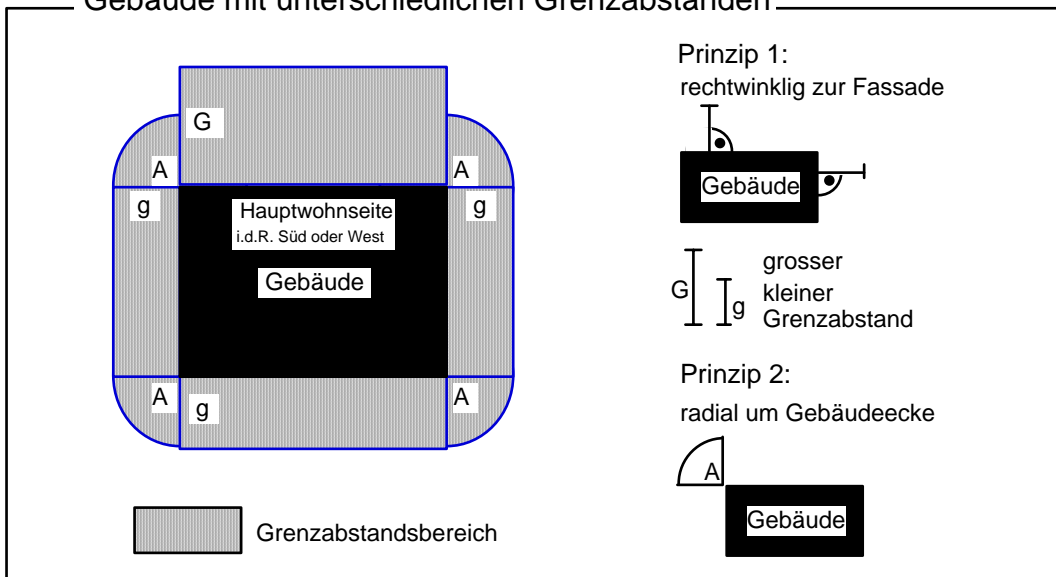 Gebäude mit unterschiedlichen Grenzabständen
G
A
A
g
g
Hauptwohnseite
i.d.R. Süd oder West
Gebäude
A
g
A
Grenzabstandsbereich
Prinzip 1:
rechtwinklig zur Fassade
Gebäude
G
g
grosser
kleiner
Grenzabstand
Prinzip 2:
radial um Gebäudeecke
A
Gebäude